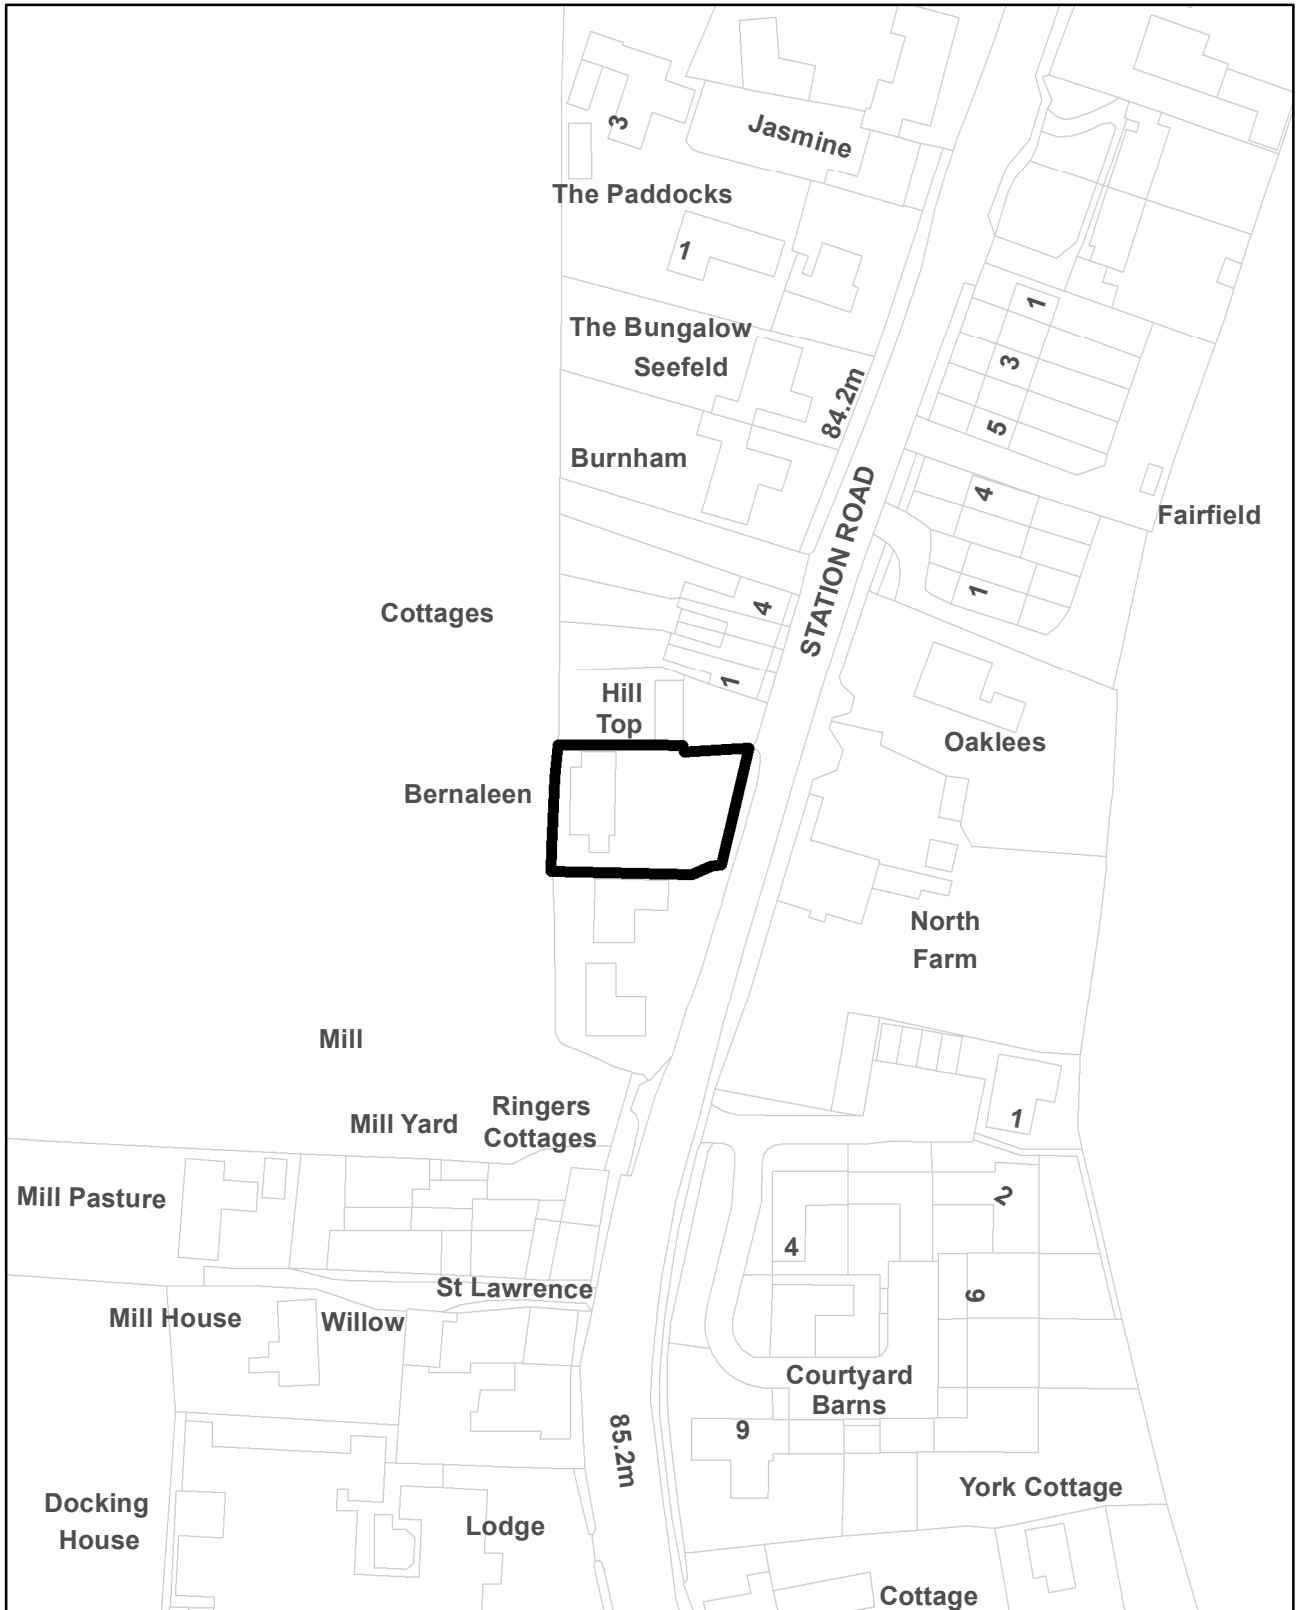 3
Jasmine
The Paddocks
1
1
The Bungalow
Seefeld
3
84.2m
5
Burnham
4
Fairfield
STATION ROAD
1
4
Cottages
1
Hill
Top
Oaklees
Bernaleen
North
Farm
Mill
Ringers
Cottages
Mill Yard
1
Mill Pasture
2
4
St Lawrence
6
Mill House
Willow
Courtyard
Barns
9
85.2m
York Cottage
Docking
House
Lodge
Cottage